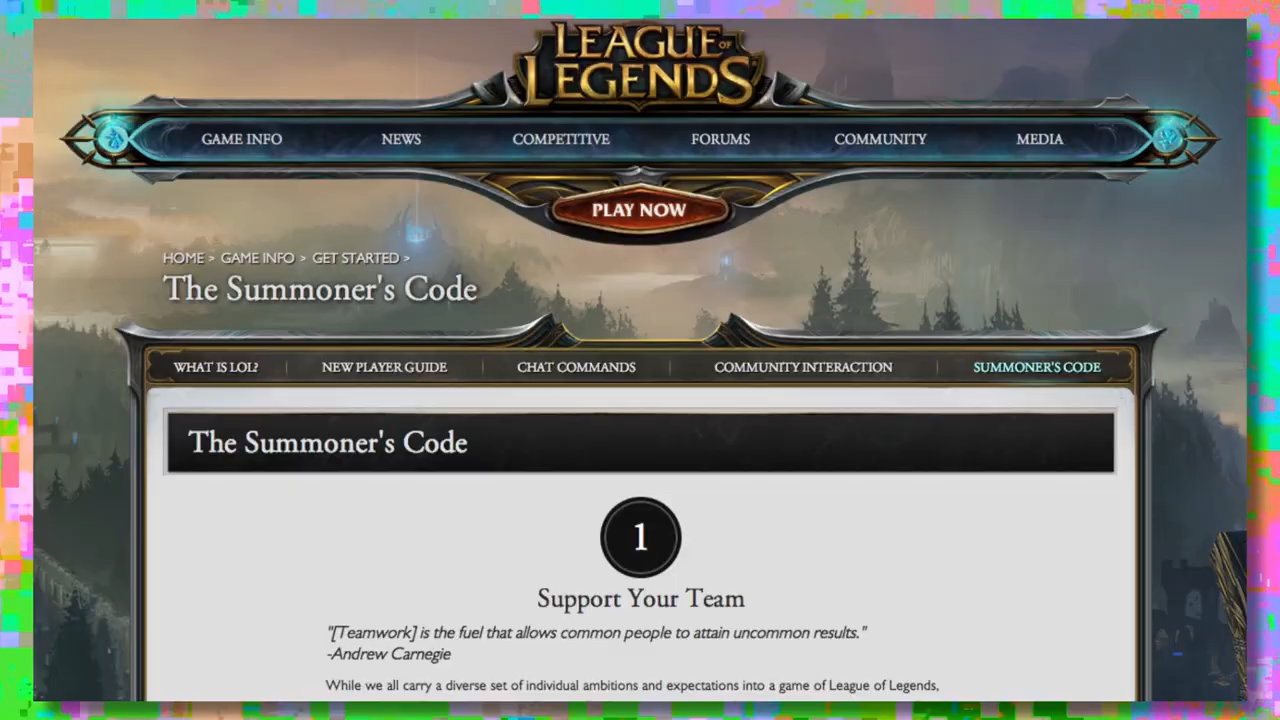 LEAGUE OF
LEGENDS
GAME INFO NEWS COMPETITIVE FORUMS COMMUNITY MEDIA
PLAY NOW
HOME > GAME INFO > GET STARTED >
The Summoner's Code
WHAT IS LOL? NEW PLAYER GUIDE CHAT COMMANDS COMMUNITY INTERACTION SUMMONER'S CODE
The Summoner's Code
1
Support Your Team
"[Teamwork] is the fuel that allows common people to attain uncommon results."
-Andrew Carnegie
While we all carry a diverse set of individual ambitions and expectations into a game of League of Legends,